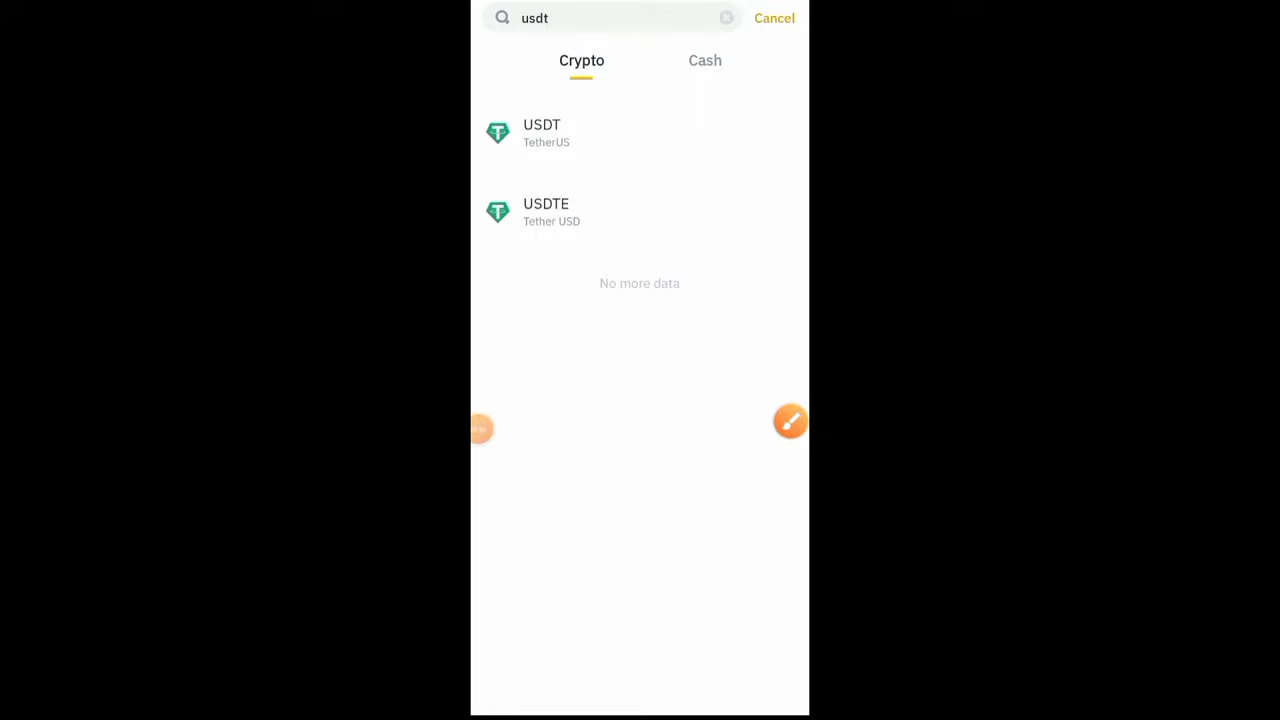 usdt
Cancel
Crypto
Cash
USDT
TetherUS
USDTE
Tether USD
No more data